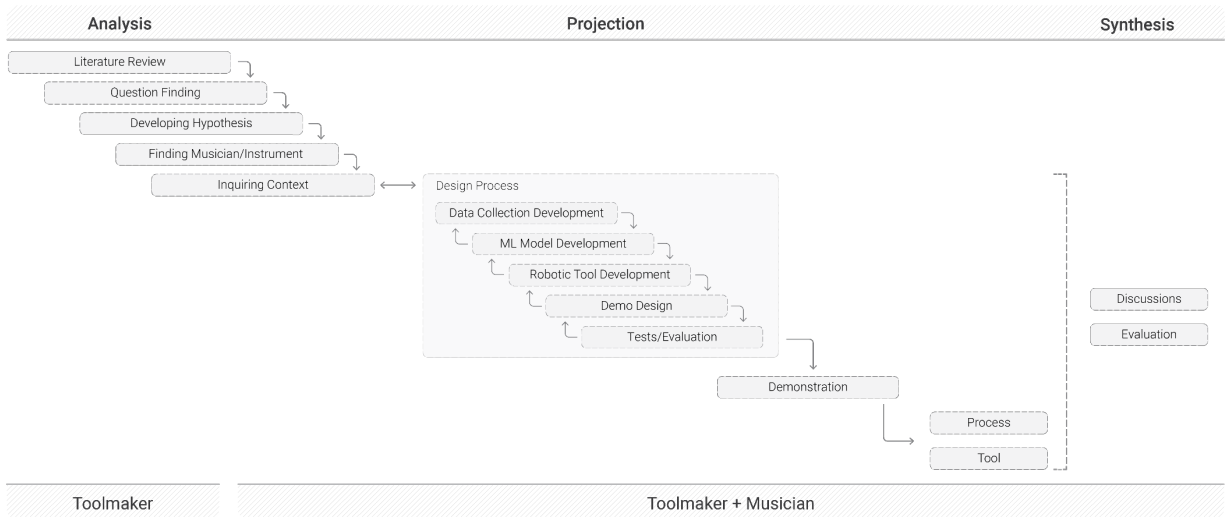 Analysis
Projection
Synthesis
Literature Review
Question Finding
Developing Hypothesis
Finding Musician/Instrument
Inquiring Context
Design Process
Data Collection Development
ML Model Development
Robotic Tool Development
Demo Design
Tests/Evaluation
Demonstration
Process
Tool
Discussions
Evaluation
Toolmaker
Toolmaker + Musician